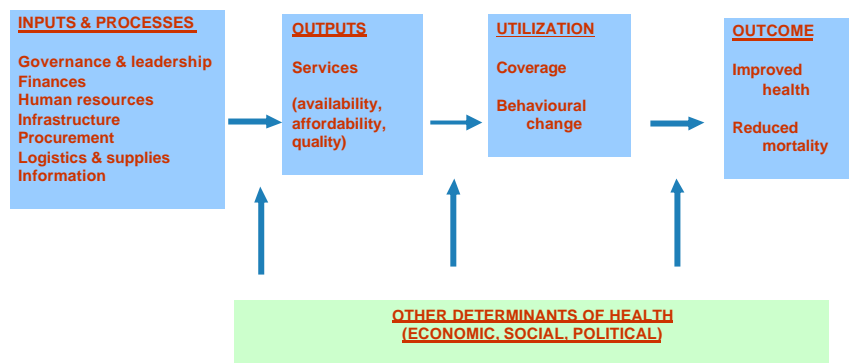 INPUTS & PROCESSES
Governance & leadership
Finances
Human resources
Infrastructure
Procurement
Logistics & supplies
Information
OUTPUTS
Services
(availability,
affordability,
quality)
UTILIZATION
Coverage
Behavioural
change
OUTCOME
Improved
health
Reduced
mortality
OTHER DETERMINANTS OF HEALTH
(ECONOMIC, SOCIAL, POLITICAL)